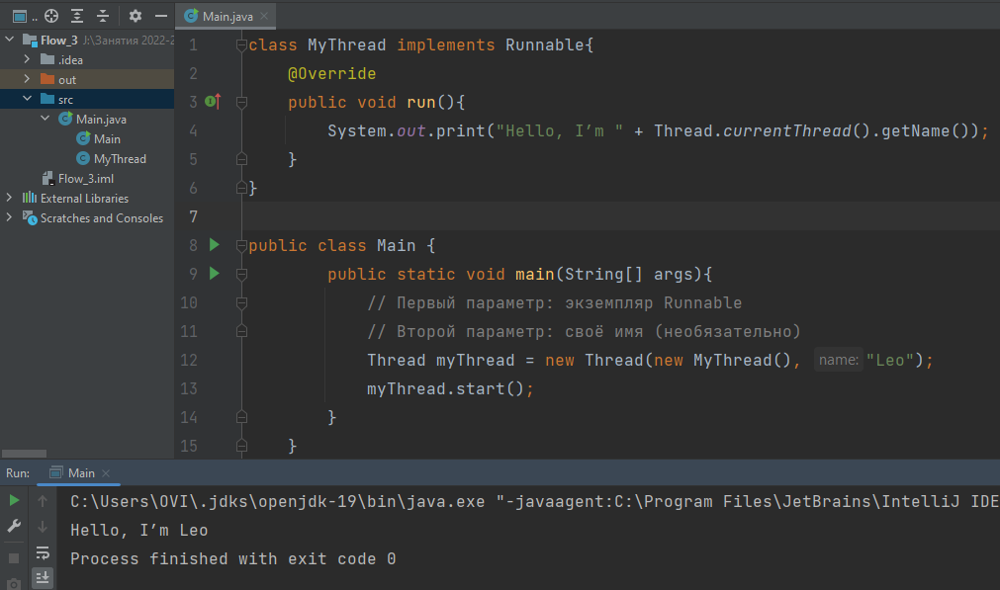 Main.java
Flow_3 J:\Занятия 2022-2
.idea
out
src
Main.java
Main
MyThread
Flow_3.iml
External Libraries
Scratches and Consoles
1 class MyThread implements Runnable{
2 @Override
3 public void run(){
4 System.out.print("Hello, I’m " + Thread.currentThread().getName());
5 }
6 }
7
8 public class Main {
9 public static void main(String[] args){
10 // Первый параметр: экземпляр Runnable
11 // Второй параметр: своё имя (необязательно)
12 Thread myThread = new Thread(new MyThread(), name: "Leo");
13 myThread.start();
14 }
15 }
Run: Main
C:\Users\OVI\.jdks\openjdk-19\bin\java.exe "-javaagent:C:\Program Files\JetBrains\IntelliJ IDE
Hello, I’m Leo
Process finished with exit code 0